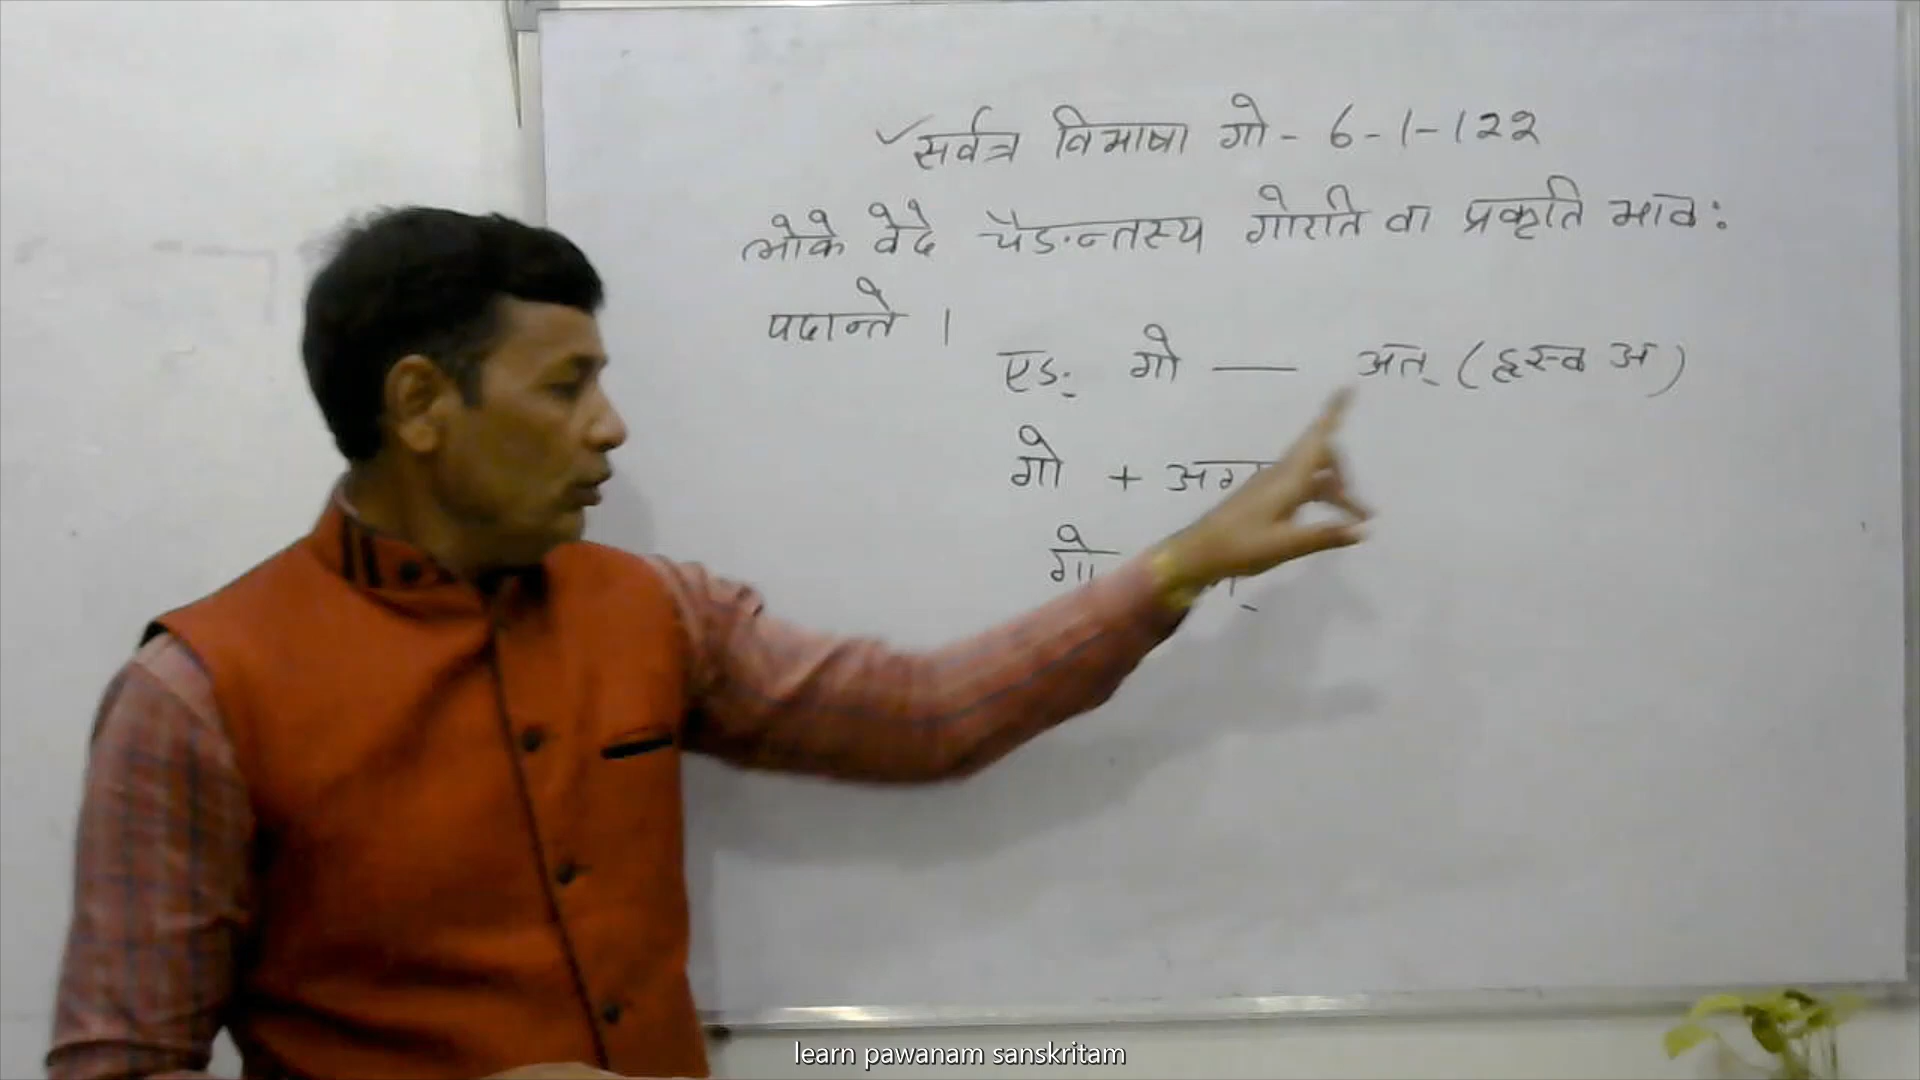 सर्वत्र विभाषा गो - 6-1-122
लोके वेदे चैङन्तस्य गोरति वा प्रकृति भावः
पदान्ते ।
एङ् गो — अत् (ह्रस्व अ)
गो +
गो
learn pawanam sanskritam